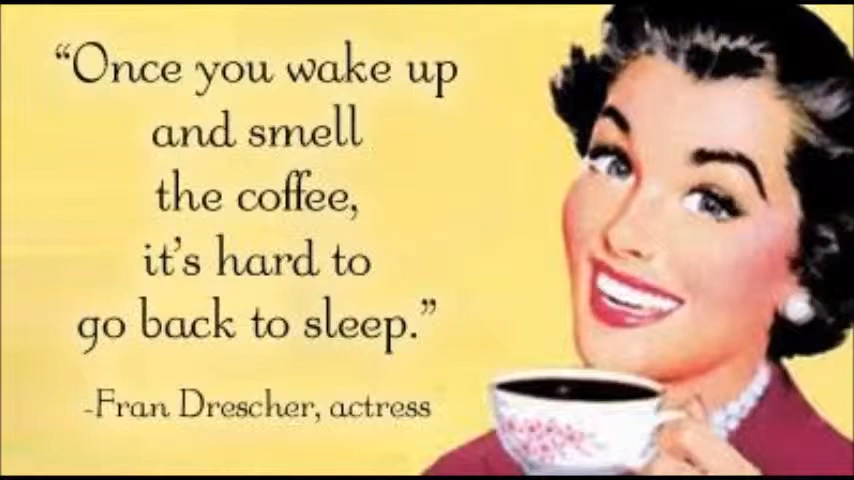 “Once you wake up
and smell
the coffee,
it’s hard to
go back to sleep.”
-Fran Drescher, actress